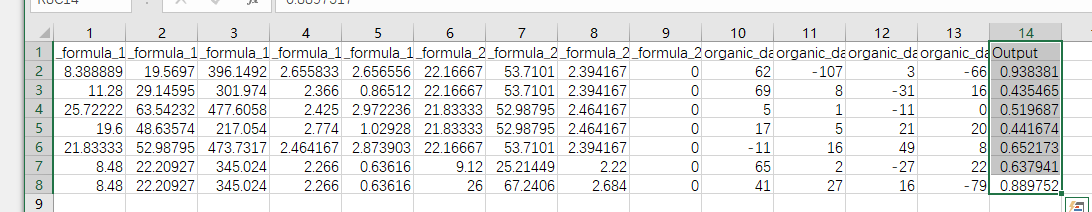 R8C14 0.8897517
1 2 3 4 5 6 7 8 9 10 11 12 13 14
1 _formula_1 _formula_1 _formula_1 _formula_1 _formula_1 _formula_2 _formula_2 _formula_2 _formula_2 organic_da organic_da organic_da organic_da Output
2 8.388889 19.5697 396.1492 2.655833 2.656556 22.16667 53.7101 2.394167 0 62 -107 3 -66 0.938381
3 11.28 29.14595 301.974 2.366 0.86512 22.16667 53.7101 2.394167 0 69 8 -31 16 0.435465
4 25.72222 63.54232 477.6058 2.425 2.972236 21.83333 52.98795 2.464167 0 5 1 -11 0 0.519687
5 19.6 48.63574 217.054 2.774 1.02928 21.83333 52.98795 2.464167 0 17 5 21 20 0.441674
6 21.83333 52.98795 473.7317 2.464167 2.873903 22.16667 53.7101 2.394167 0 -11 16 49 8 0.652173
7 8.48 22.20927 345.024 2.266 0.63616 9.12 25.21449 2.22 0 65 2 -27 22 0.637941
8 8.48 22.20927 345.024 2.266 0.63616 26 67.2406 2.684 0 41 27 16 -79 0.889752
9